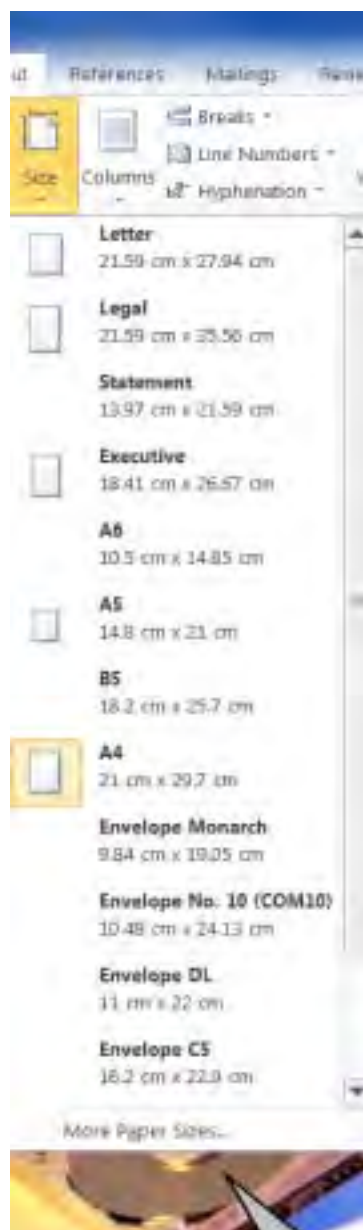 References Mailings
Breaks
Line Numbers
Size Columns
Hyphenation
Letter
21.59 cm x 27.94 cm
Legal
21.59 cm x 35.56 cm
Statement
13.97 cm x 21.59 cm
Executive
18.41 cm x 26.67 cm
A6
10.5 cm x 14.85 cm
A5
14.8 cm x 21 cm
B5
18.2 cm x 25.7 cm
A4
21 cm x 29.7 cm
Envelope Monarch
9.84 cm x 19.05 cm
Envelope No. 10 (COM10)
10.48 cm x 24.13 cm
Envelope DL
11 cm x 22 cm
Envelope C5
16.2 cm x 22.9 cm
More Paper Sizes...